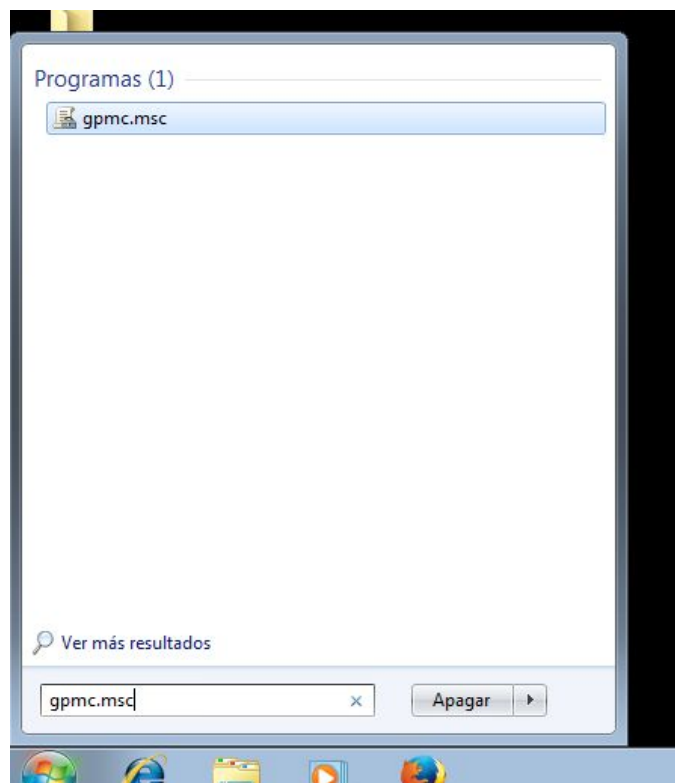 Programas (1)
gpmc.msc
Ver más resultados
gpmc.msc
Apagar